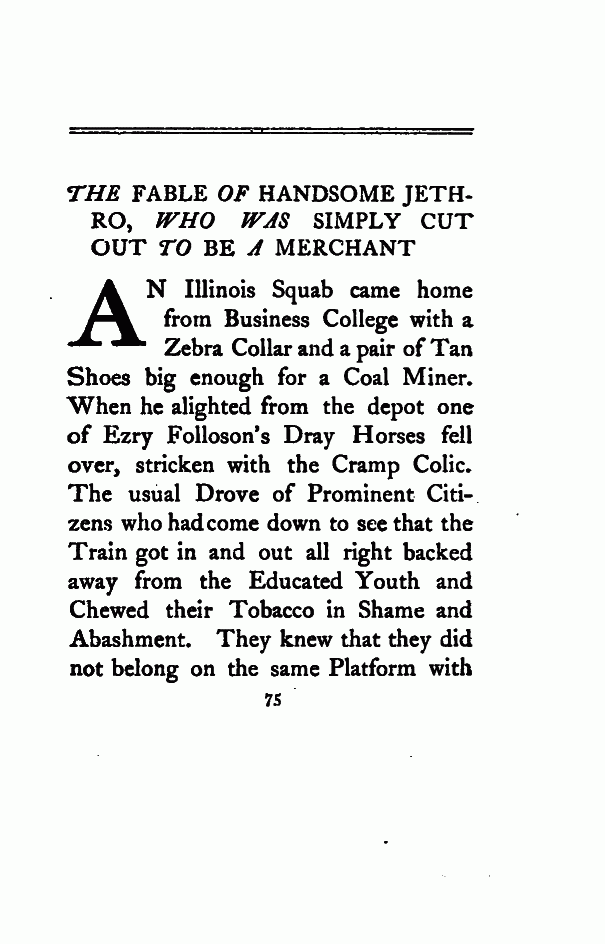 THE FABLE OF HANDSOME JETH-
RO, WHO WAS SIMPLY CUT
OUT TO BE A MERCHANT
AN Illinois Squab came home
from Business College with a
Zebra Collar and a pair of Tan
Shoes big enough for a Coal Miner.
When he alighted from the depot one
of Ezry Folloson's Dray Horses fell
over, stricken with the Cramp Colic.
The usual Drove of Prominent Citi-
zens who had come down to see that the
Train got in and out all right backed
away from the Educated Youth and
Chewed their Tobacco in Shame and
Abashment. They knew that they did
not belong on the same Platform with
75